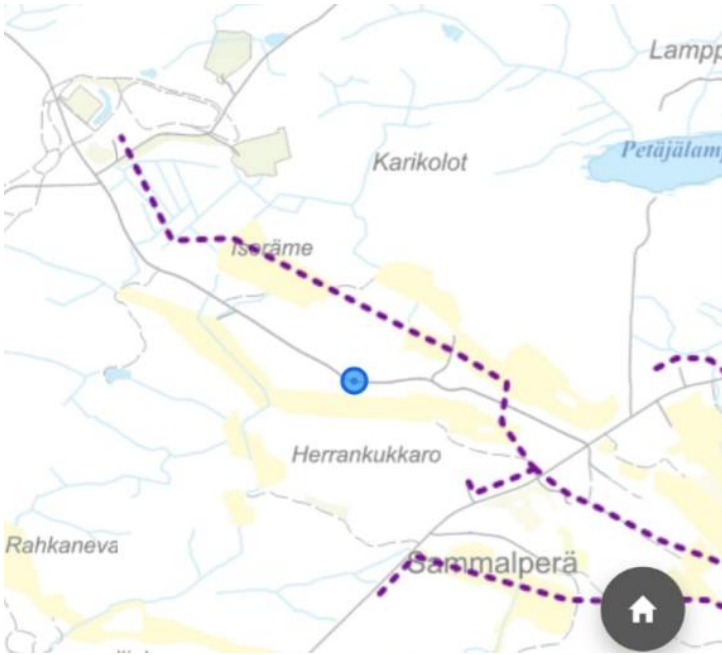 Lampp
Petäjälamp
Karikolot
Isoräme
Herrankukkaro
Rahkaneva
Sammalperä